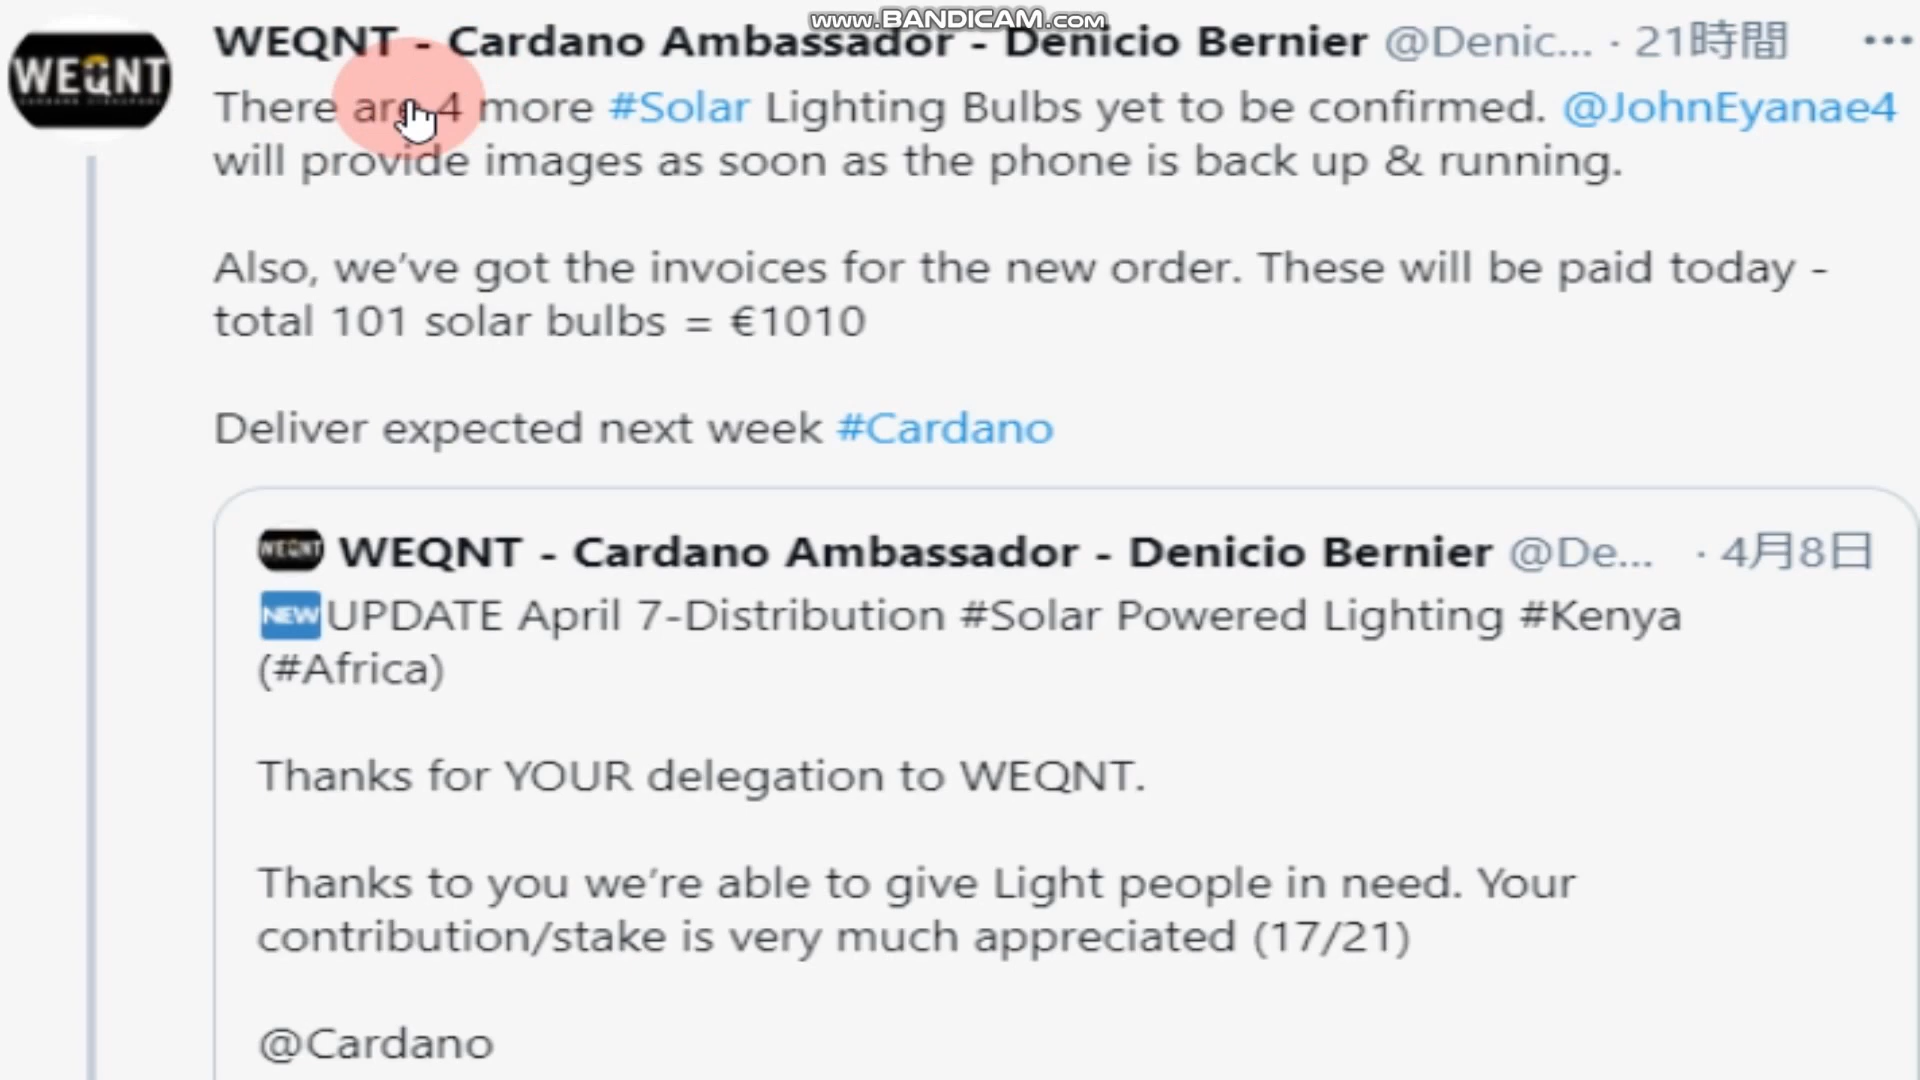 www.BANDICAM.com
WEQNT - Cardano Ambassador - Denicio Bernier @Denic... · 21時間
WEQNT
There are 4 more #Solar Lighting Bulbs yet to be confirmed. @JohnEyanae4
will provide images as soon as the phone is back up & running.
Also, we’ve got the invoices for the new order. These will be paid today -
total 101 solar bulbs = €1010
Deliver expected next week #Cardano
WEQNT WEQNT - Cardano Ambassador - Denicio Bernier @De... · 4月8日
NEW UPDATE April 7-Distribution #Solar Powered Lighting #Kenya
(#Africa)
Thanks for YOUR delegation to WEQNT.
Thanks to you we’re able to give Light people in need. Your
contribution/stake is very much appreciated (17/21)
@Cardano